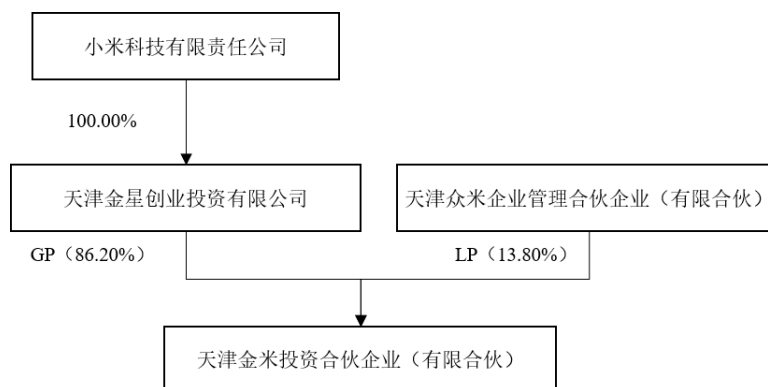 小米科技有限责任公司
100.00%
天津金星创业投资有限公司
天津众米企业管理合伙企业（有限合伙）
GP（86.20%）
LP（13.80%）
天津金米投资合伙企业（有限合伙）